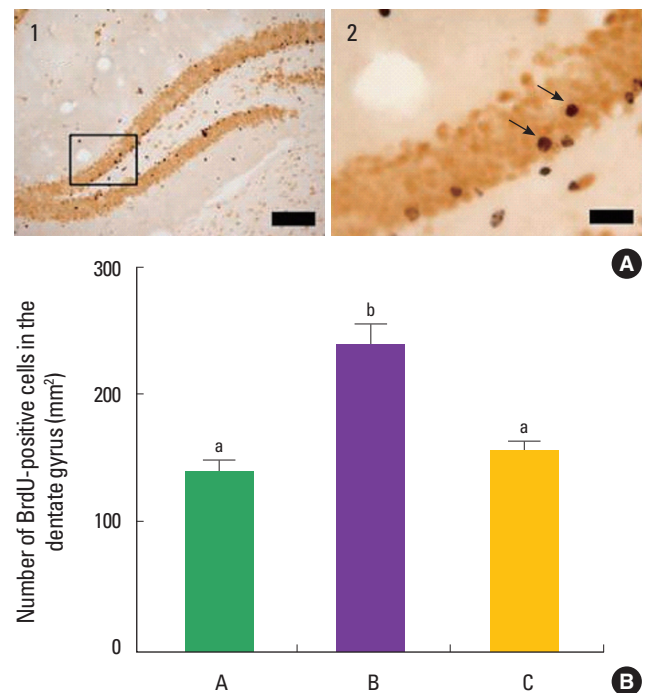 1
2
A
300
200
100
0
Number of BrdU-positive cells in the
dentate gyrus (mm²)
a
b
a
A
B
C
B